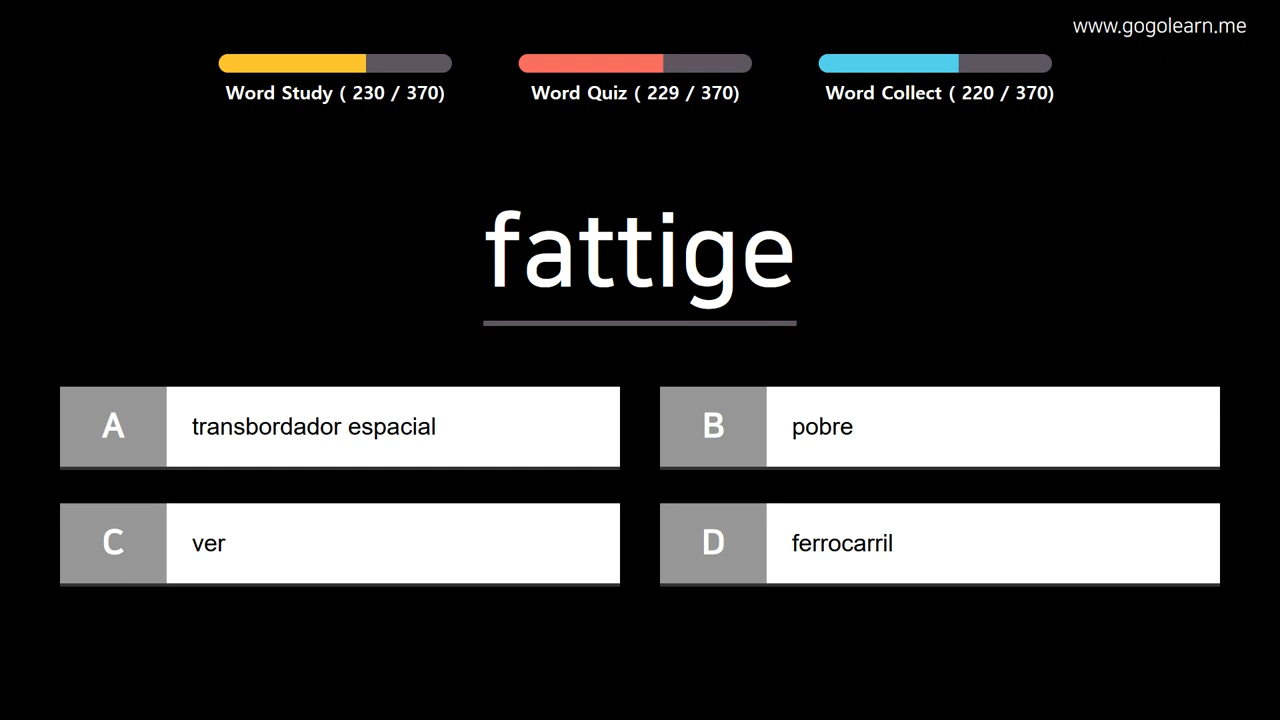 www.gogolearn.me
Word Study ( 230 / 370)
Word Quiz ( 229 / 370)
Word Collect ( 220 / 370)
fattige
A transbordador espacial
B pobre
C ver
D ferrocarril